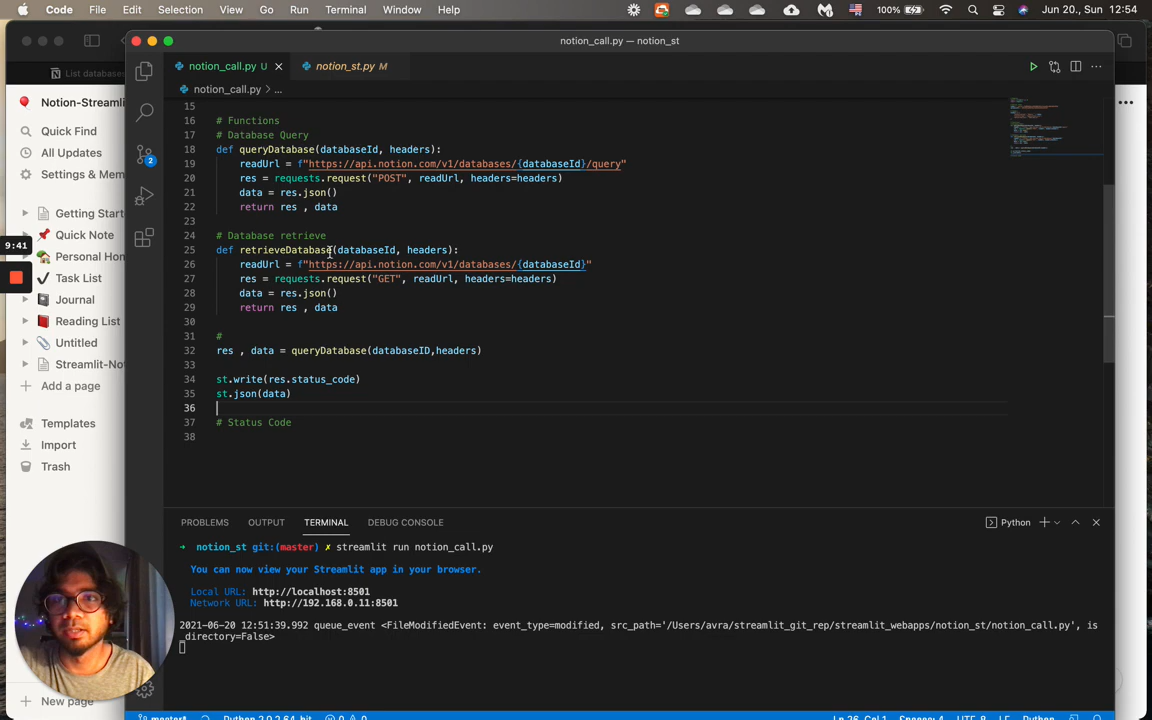 Code File Edit Selection View Go Run Terminal Window Help
100% Jun 20., Sun 12:54
notion_call.py — notion_st
List database
notion_call.py U
notion_st.py M
notion_call.py > ...
Notion-Streamli
Quick Find
All Updates
Settings & Mem
Getting Start
Quick Note
Personal Hom
Task List
Journal
Reading List
Untitled
Streamlit-No
Add a page
Templates
Import
Trash
New page
9:41
2
15
16 # Functions
17 # Database Query
18 def queryDatabase(databaseId, headers):
19 readUrl = f"https://api.notion.com/v1/databases/{databaseId}/query"
20 res = requests.request("POST", readUrl, headers=headers)
21 data = res.json()
22 return res , data
23
24 # Database retrieve
25 def retrieveDatabase(databaseId, headers):
26 readUrl = f"https://api.notion.com/v1/databases/{databaseId}"
27 res = requests.request("GET", readUrl, headers=headers)
28 data = res.json()
29 return res , data
30
31 #
32 res , data = queryDatabase(databaseID,headers)
33
34 st.write(res.status_code)
35 st.json(data)
36
37 # Status Code
38
PROBLEMS OUTPUT TERMINAL DEBUG CONSOLE
Python
→ notion_st git:(master) ✗ streamlit run notion_call.py
You can now view your Streamlit app in your browser.
Local URL: http://localhost:8501
Network URL: http://192.168.0.11:8501
2021-06-20 12:51:39.992 queue_event <FileModifiedEvent: event_type=modified, src_path='/Users/avra/streamlit_git_rep/streamlit_webapps/notion_st/notion_call.py', is
_directory=False>